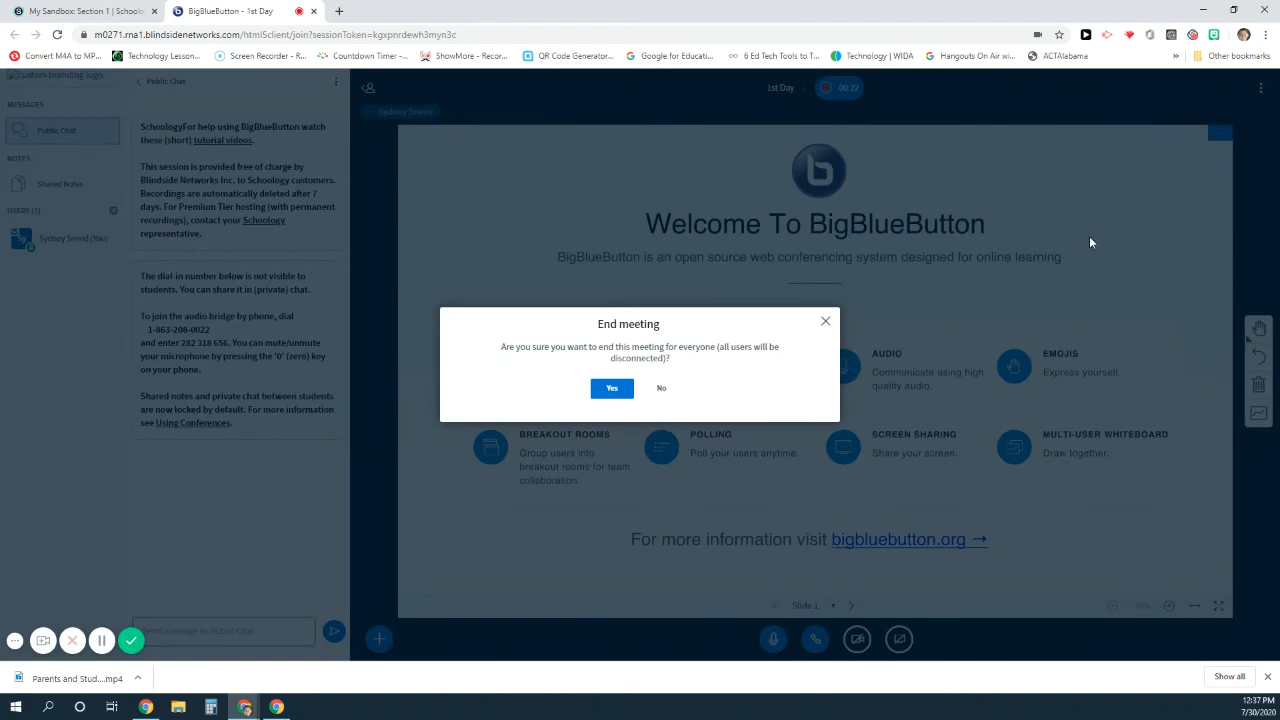 My Sandbox: Section 1 | Schoolo
BigBlueButton - 1st Day
m0271.rna1.blindsidenetworks.com/html5client/join?sessionToken=kgxpnrdewh3myn3c
Convert M4A to MP3...
Technology Lesson...
Screen Recorder - R...
Countdown Timer -...
ShowMore - Recor...
QR Code Generator...
Google for Educati...
6 Ed Tech Tools of t...
Technology | WIDA
Hangouts On Air wi...
ACTAlabama
»
Other bookmarks
custom branding logo
MESSAGES
Public Chat
NOTES
Shared Notes
USERS (1)
Sydney Sneed (You)
Public Chat
SchoologyFor help using BigBlueButton watch
these (short) tutorial videos.
This session is provided free of charge by
Blindside Networks Inc. to Schoology customers.
Recordings are automatically deleted after 7
days. For Premium Tier hosting (with permanent
recordings), contact your Schoology
representative.
The dial-in number below is not visible to
students. You can share it in (private) chat.
To join the audio bridge by phone, dial
1-863-208-0022
and enter 282 318 656. You can mute/unmute
your microphone by pressing the '0' (zero) key
on your phone.
Shared notes and private chat between students
are now locked by default. For more information
see Using Conferences.
Send message to Public Chat
1st Day
00:22
Sydney Sneed
Welcome To BigBlueButton
BigBlueButton is an open source web conferencing system designed for online learning
End meeting
Are you sure you want to end this meeting for everyone (all users will be
disconnected)?
Yes
No
AUDIO
Communicate using high
quality audio.
EMOJIS
Express yourself.
BREAKOUT ROOMS
Group users into
breakout rooms for team
collaboration.
POLLING
Poll your users anytime.
SCREEN SHARING
Share your screen.
MULTI-USER WHITEBOARD
Draw together.
For more information visit bigbluebutton.org →
Slide 1
Parents and Stud....mp4
Show all
12:37 PM
7/30/2020